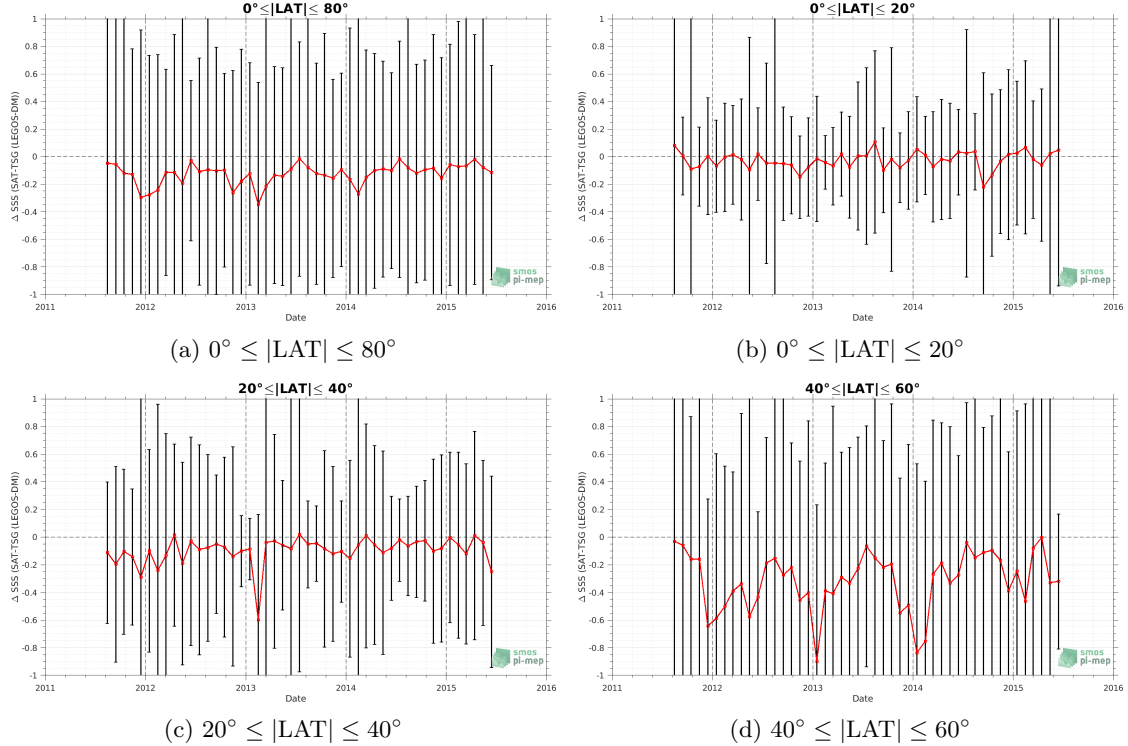 0°≤|LAT|≤ 80°
Δ SSS (SAT-TSG (LEGOS-DM))
1
0.8
0.6
0.4
0.2
0
-0.2
-0.4
-0.6
-0.8
-1
2011 2012 2013 2014 2015 2016
Date
smos
pi-mep
(a) 0° ≤ |LAT| ≤ 80°
0°≤|LAT|≤ 20°
Δ SSS (SAT-TSG (LEGOS-DM))
1
0.8
0.6
0.4
0.2
0
-0.2
-0.4
-0.6
-0.8
-1
2011 2012 2013 2014 2015 2016
Date
smos
pi-mep
(b) 0° ≤ |LAT| ≤ 20°
20°≤|LAT|≤ 40°
Δ SSS (SAT-TSG (LEGOS-DM))
1
0.8
0.6
0.4
0.2
0
-0.2
-0.4
-0.6
-0.8
-1
2011 2012 2013 2014 2015 2016
Date
smos
pi-mep
(c) 20° ≤ |LAT| ≤ 40°
40°≤|LAT|≤ 60°
Δ SSS (SAT-TSG (LEGOS-DM))
1
0.8
0.6
0.4
0.2
0
-0.2
-0.4
-0.6
-0.8
-1
2011 2012 2013 2014 2015 2016
Date
smos
pi-mep
(d) 40° ≤ |LAT| ≤ 60°